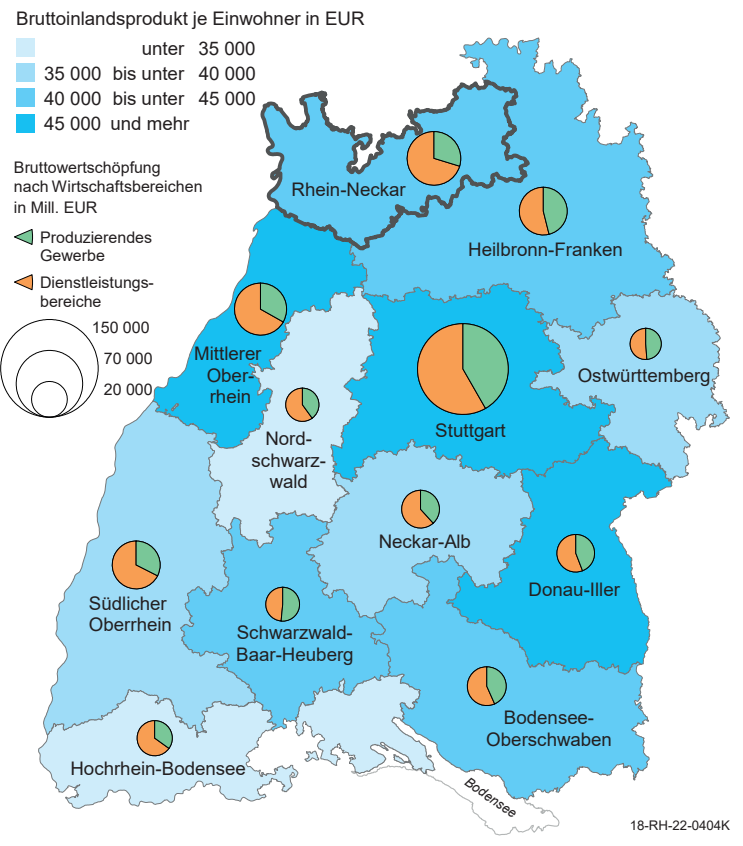 Bruttoinlandsprodukt je Einwohner in EUR
unter 35 000
35 000 bis unter 40 000
40 000 bis unter 45 000
45 000 und mehr
Bruttowertschöpfung
nach Wirtschaftsbereichen
in Mill. EUR
Produzierendes
Gewerbe
Dienstleistungs-
bereiche
150 000
70 000
20 000
Rhein-Neckar
Heilbronn-Franken
Mittlerer
Ober-
rhein
Ostwürttemberg
Nord-
schwarz-
wald
Stuttgart
Neckar-Alb
Donau-Iller
Südlicher
Oberrhein
Schwarzwald-
Baar-Heuberg
Bodensee-
Oberschwaben
Hochrhein-Bodensee
Bodensee
18-RH-22-0404K